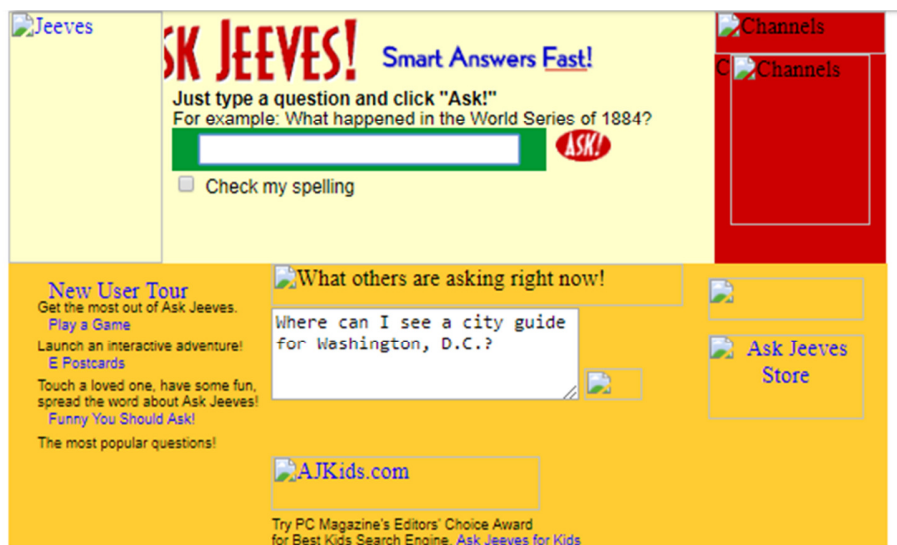 Jeeves
SK JEEVES!
Smart Answers Fast!
Just type a question and click "Ask!"
For example: What happened in the World Series of 1884?
ASK!
Check my spelling
Channels
C
Channels
New User Tour
Get the most out of Ask Jeeves.
Play a Game
Launch an interactive adventure!
E Postcards
Touch a loved one, have some fun,
spread the word about Ask Jeeves!
Funny You Should Ask!
The most popular questions!
What others are asking right now!
Where can I see a city guide
for Washington, D.C.?
AJKids.com
Try PC Magazine's Editors' Choice Award
for Best Kids Search Engine. Ask Jeeves for Kids
Ask Jeeves
Store